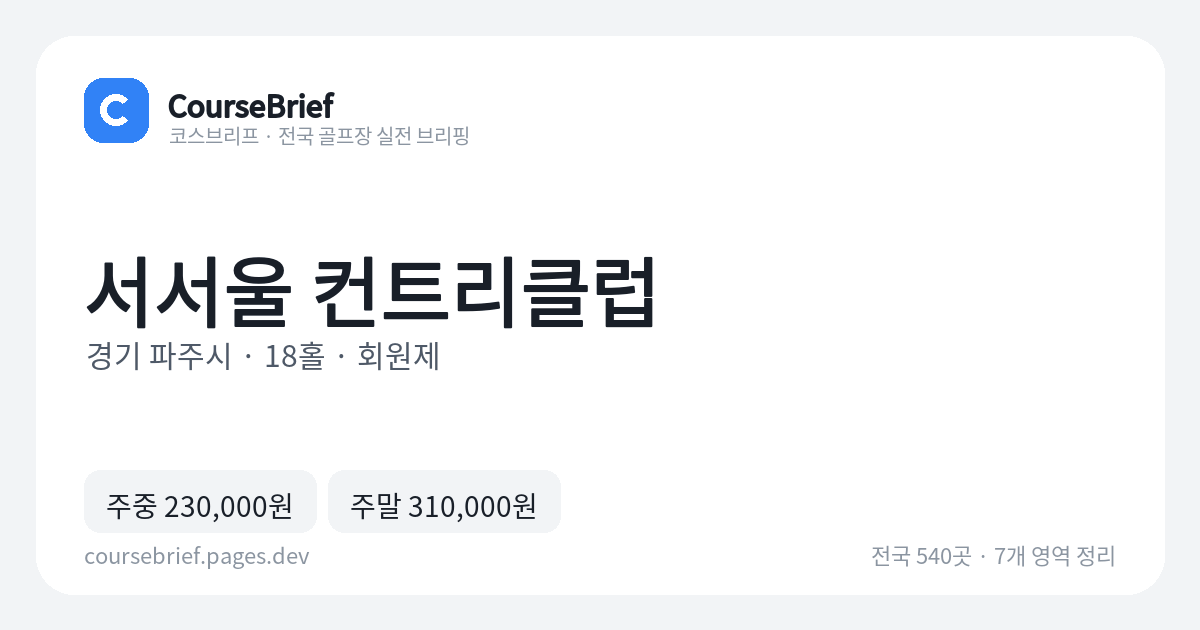 CourseBrief
코스브리프 · 전국 골프장 실전 브리핑
서서울 컨트리클럽
경기 파주시 · 18홀 · 회원제
주중 230,000원
주말 310,000원
coursebrief.pages.dev
전국 540곳 · 7개 영역 정리